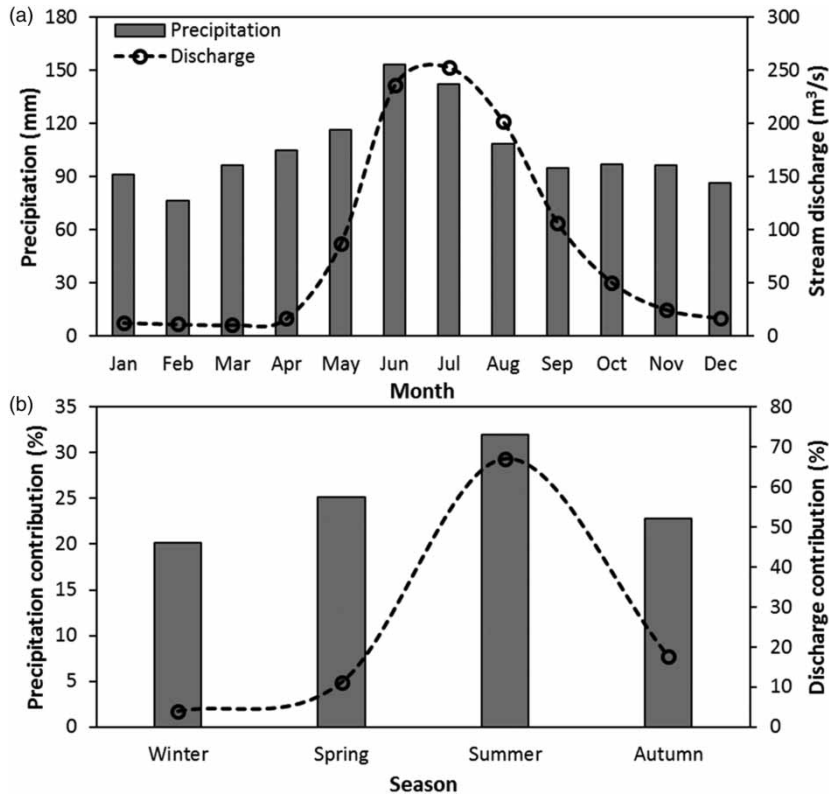 (a)
180
150
120
90
60
30
0
Precipitation (mm)
Precipitation
Discharge
300
250
200
150
100
50
0
Stream discharge (m³/s)
Jan Feb Mar Apr May Jun Jul Aug Sep Oct Nov Dec
Month
(b)
35
30
25
20
15
10
5
0
Precipitation contribution (%)
80
70
60
50
40
30
20
10
0
Discharge contribution (%)
Winter Spring Summer Autumn
Season